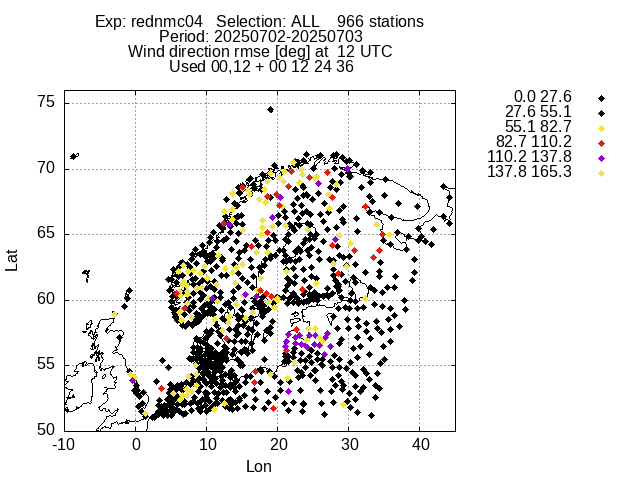 Exp: rednmc04   Selection: ALL    966 stations
Period: 20250702-20250703
Wind direction rmse [deg] at  12 UTC
Used 00,12 + 00 12 24 36
0.0 27.6
27.6 55.1
55.1 82.7
82.7 110.2
110.2 137.8
137.8 165.3
75
70
65
60
55
50
Lat
-10 0 10 20 30 40
Lon